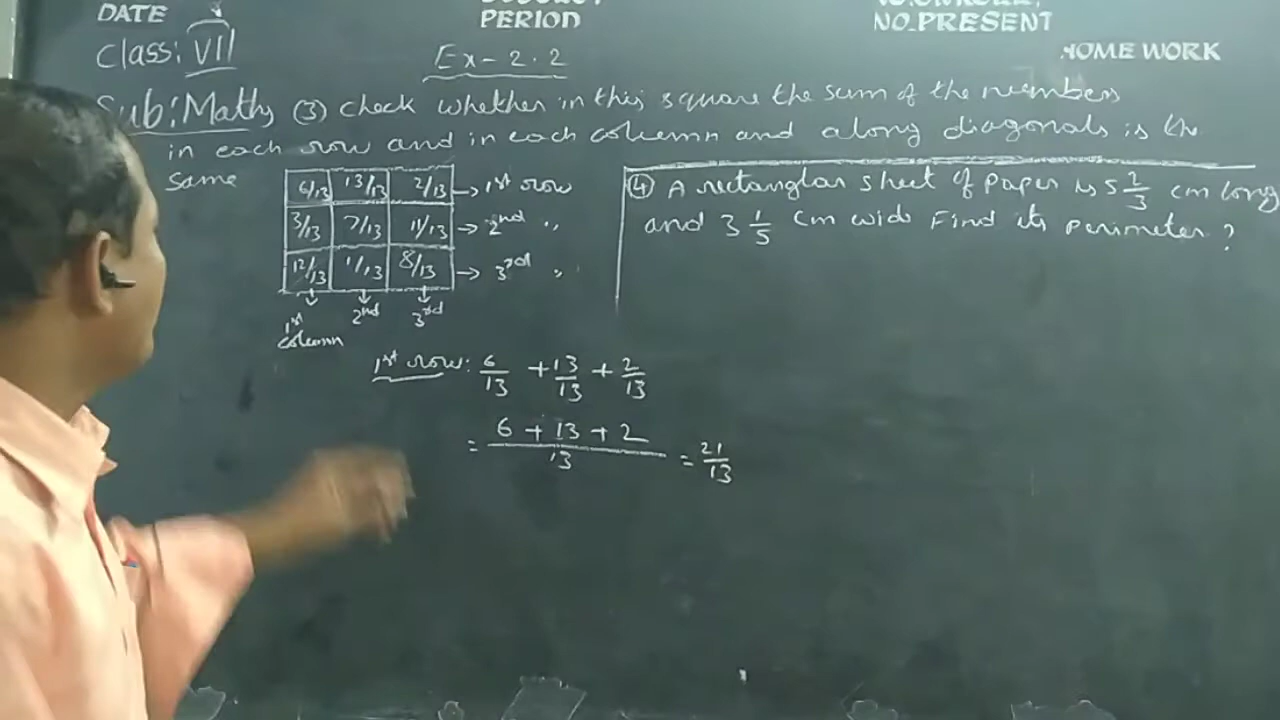 DATE
PERIOD
NO.PRESENT
HOME WORK
Class: VII
Ex-2.2
Sub: Maths (3) Check whether in this square the sum of the numbers
in each row and in each column and along diagonals is the
same
6/13 13/13 2/13 → 1st row
3/13 7/13 11/13 → 2nd "
12/13 1/13 8/13 → 3rd "
1st column 2nd 3rd
1st row: 6/13 + 13/13 + 2/13
= 6 + 13 + 2 / 13 = 21/13
(4) A rectanglar sheet of paper is 5 2/3 cm long
and 3 1/5 cm wide Find its perimeter ?